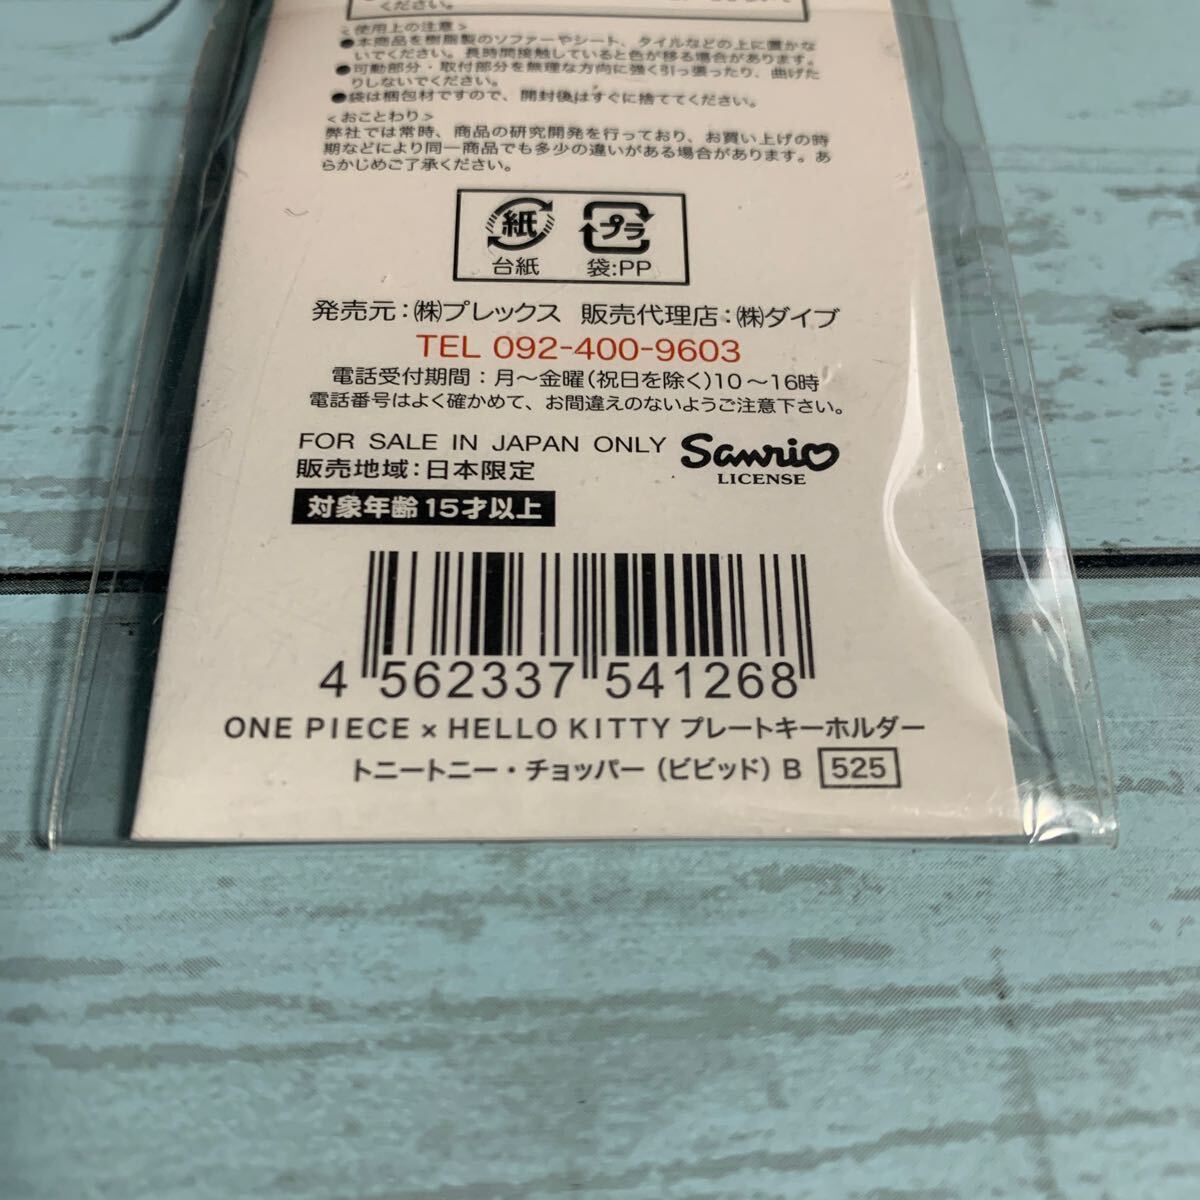 ください。
＜使用上の注意＞
●本商品を樹脂製のソファーやシート、タイルなどの上に置かな
いでください。長時間接触していると色が移る場合があります。
●可動部分・取付部分を無理な方向に強く引っ張ったり、曲げた
りしないでください。
●袋は梱包材ですので、開封後はすぐに捨ててください。
＜おことわり＞
弊社では常時、商品の研究開発を行っており、お買い上げの時
期などにより同一商品でも多少の違いがある場合があります。あ
らかじめご了承ください。
紙 プラ
台紙 袋:PP
発売元：㈱プレックス 販売代理店：㈱ダイブ
TEL 092-400-9603
電話受付期間：月～金曜(祝日を除く)10～16時
電話番号はよく確かめて、お間違えのないようご注意下さい。
FOR SALE IN JAPAN ONLY
販売地域：日本限定
Sanrio
LICENSE
対象年齢15才以上
4 562337 541268
ONE PIECE × HELLO KITTY プレートキーホルダー
トニートニー・チョッパー（ビビッド）B 525